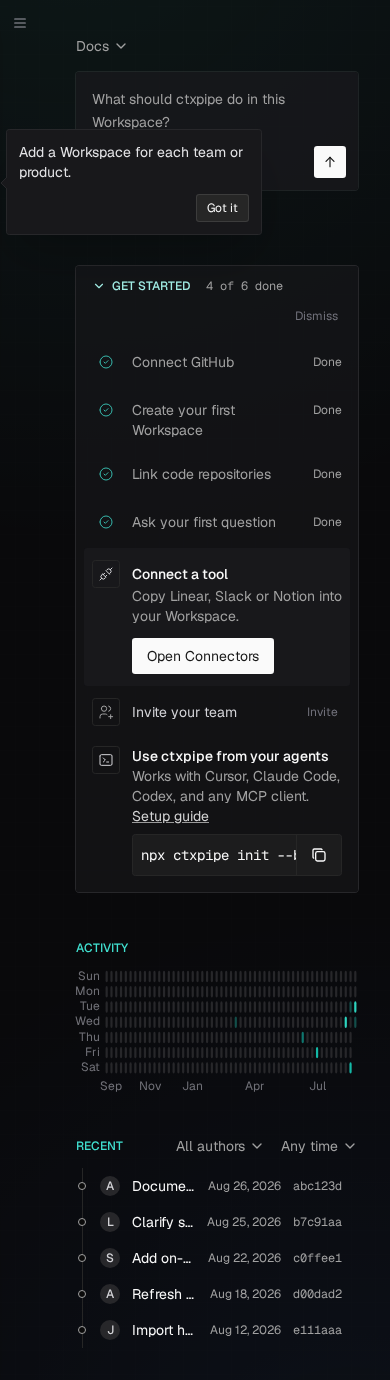 Docs
What should ctxpipe do in this
Workspace?
Add a Workspace for each team or
product.
Got it
GET STARTED 4 of 6 done
Dismiss
Connect GitHub Done
Create your first Done
Workspace
Link code repositories Done
Ask your first question Done
Connect a tool
Copy Linear, Slack or Notion into
your Workspace.
Open Connectors
Invite your team Invite
Use ctxpipe from your agents
Works with Cursor, Claude Code,
Codex, and any MCP client.
Setup guide
npx ctxpipe init --
ACTIVITY
Sun
Mon
Tue
Wed
Thu
Fri
Sat
Sep Nov Jan Apr Jul
RECENT All authors Any time
A Docume... Aug 26, 2026 abc123d
L Clarify s... Aug 25, 2026 b7c91aa
S Add on-... Aug 22, 2026 c0ffee1
A Refresh ... Aug 18, 2026 d00dad2
J Import h... Aug 12, 2026 e111aaa